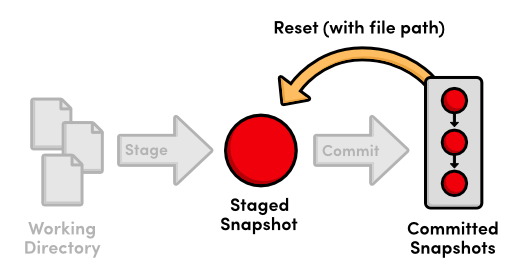 Reset (with file path)
Stage
Commit
Working
Directory
Staged
Snapshot
Committed
Snapshots